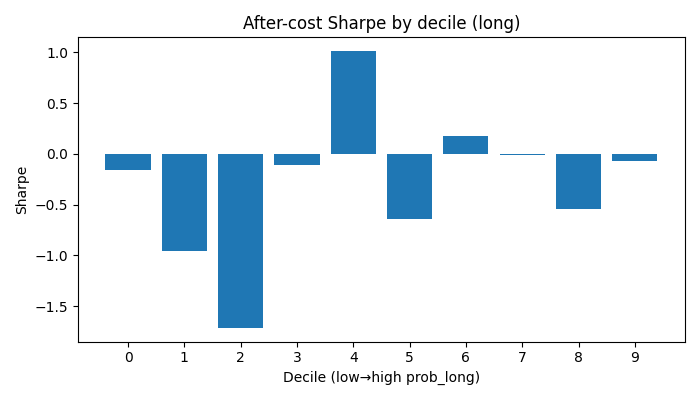 After-cost Sharpe by decile (long)
1.0
0.5
0.0
−0.5
−1.0
−1.5
Sharpe
0 1 2 3 4 5 6 7 8 9
Decile (low→high prob_long)